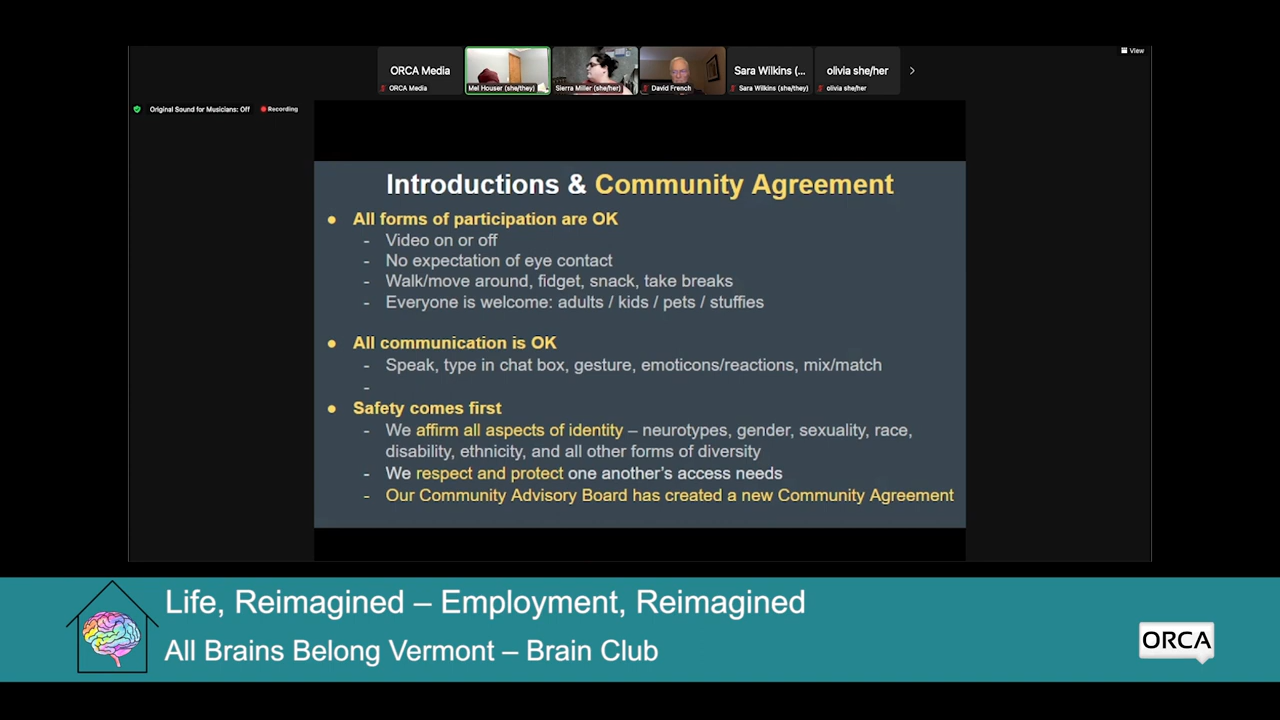 View
ORCA Media
Sara Wilkins (...
olivia she/her
ORCA Media
Mel Houser (she/they)
Sierra Miller (she/her)
David French
Sara Wilkins (she/they)
olivia she/her
Original Sound for Musicians: Off
Recording
Introductions & Community Agreement
● All forms of participation are OK
- Video on or off
- No expectation of eye contact
- Walk/move around, fidget, snack, take breaks
- Everyone is welcome: adults / kids / pets / stuffies
● All communication is OK
- Speak, type in chat box, gesture, emoticons/reactions, mix/match
-
● Safety comes first
- We affirm all aspects of identity – neurotypes, gender, sexuality, race,
disability, ethnicity, and all other forms of diversity
- We respect and protect one another's access needs
- Our Community Advisory Board has created a new Community Agreement
Life, Reimagined – Employment, Reimagined
All Brains Belong Vermont – Brain Club
ORCA